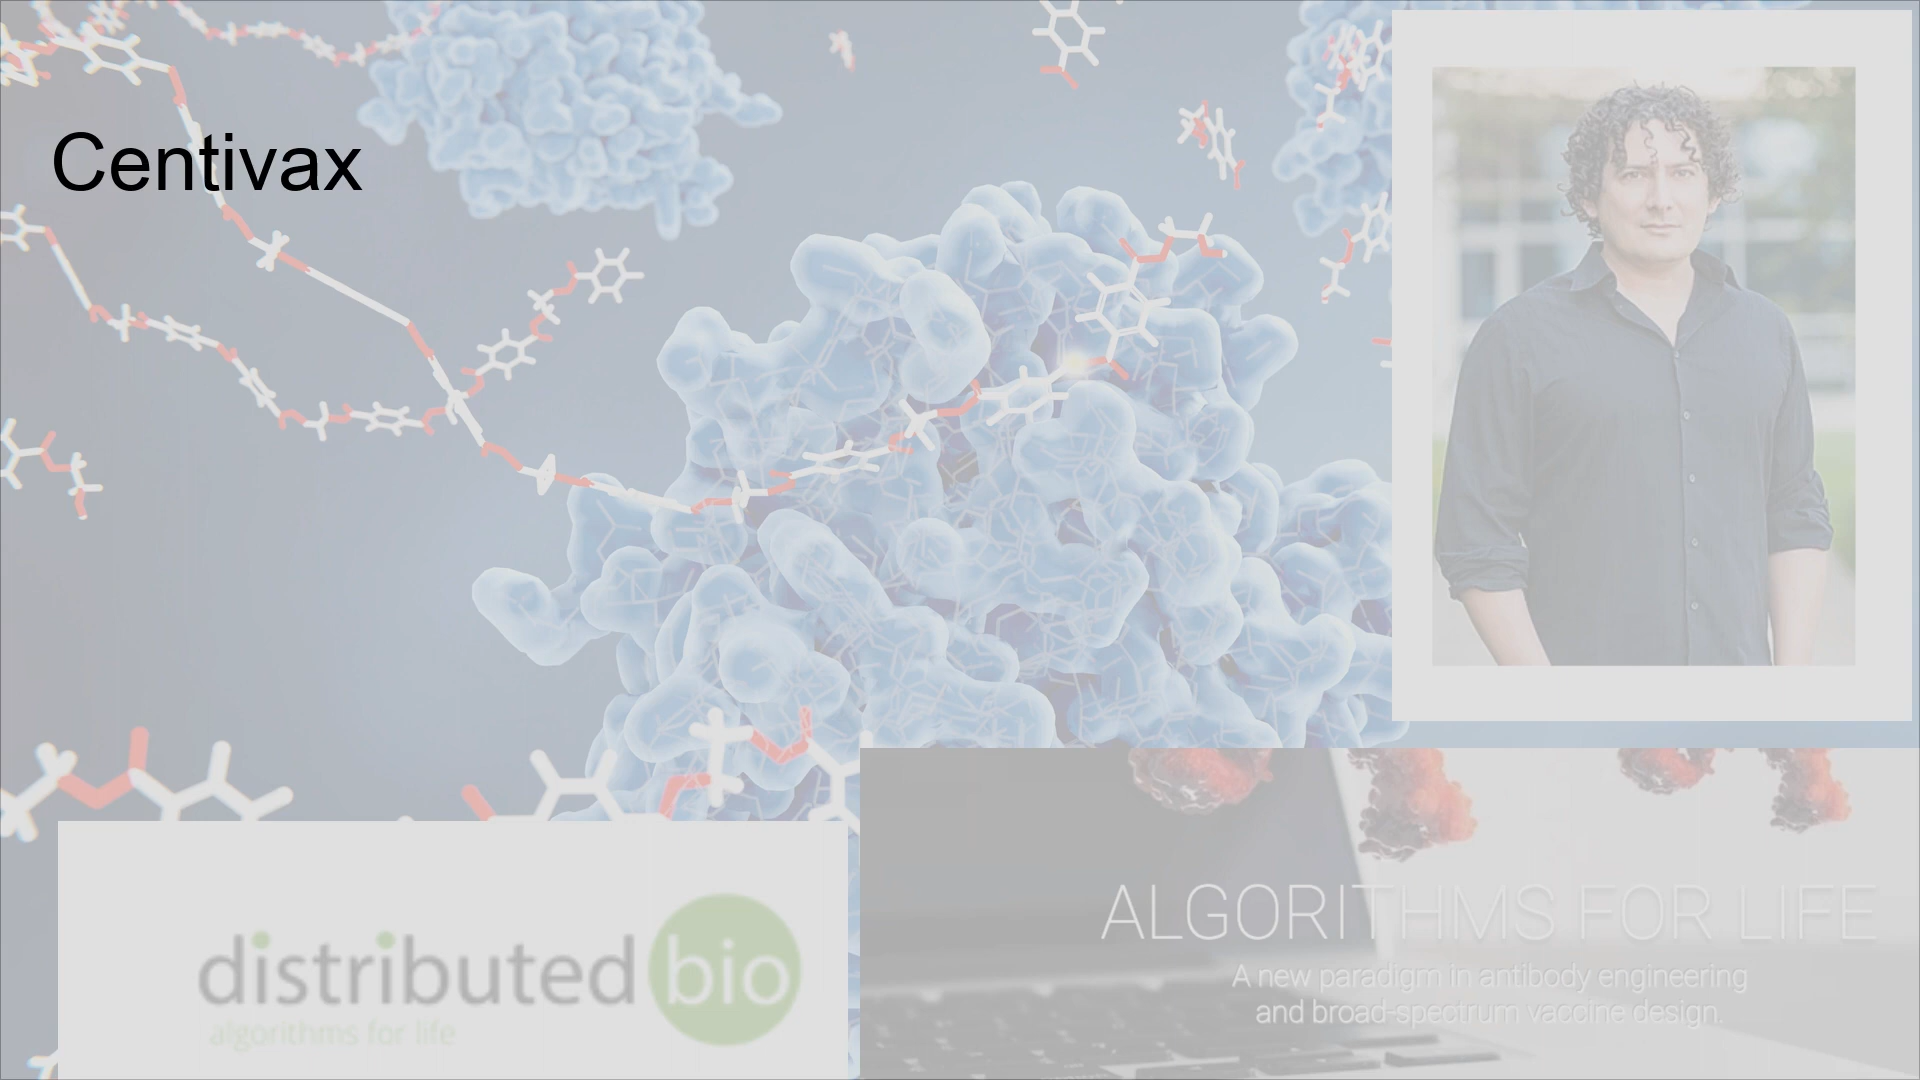 Centivax
distributed bio
algorithms for life
ALGORITHMS FOR LIFE
A new paradigm in antibody engineering
and broad-spectrum vaccine design.